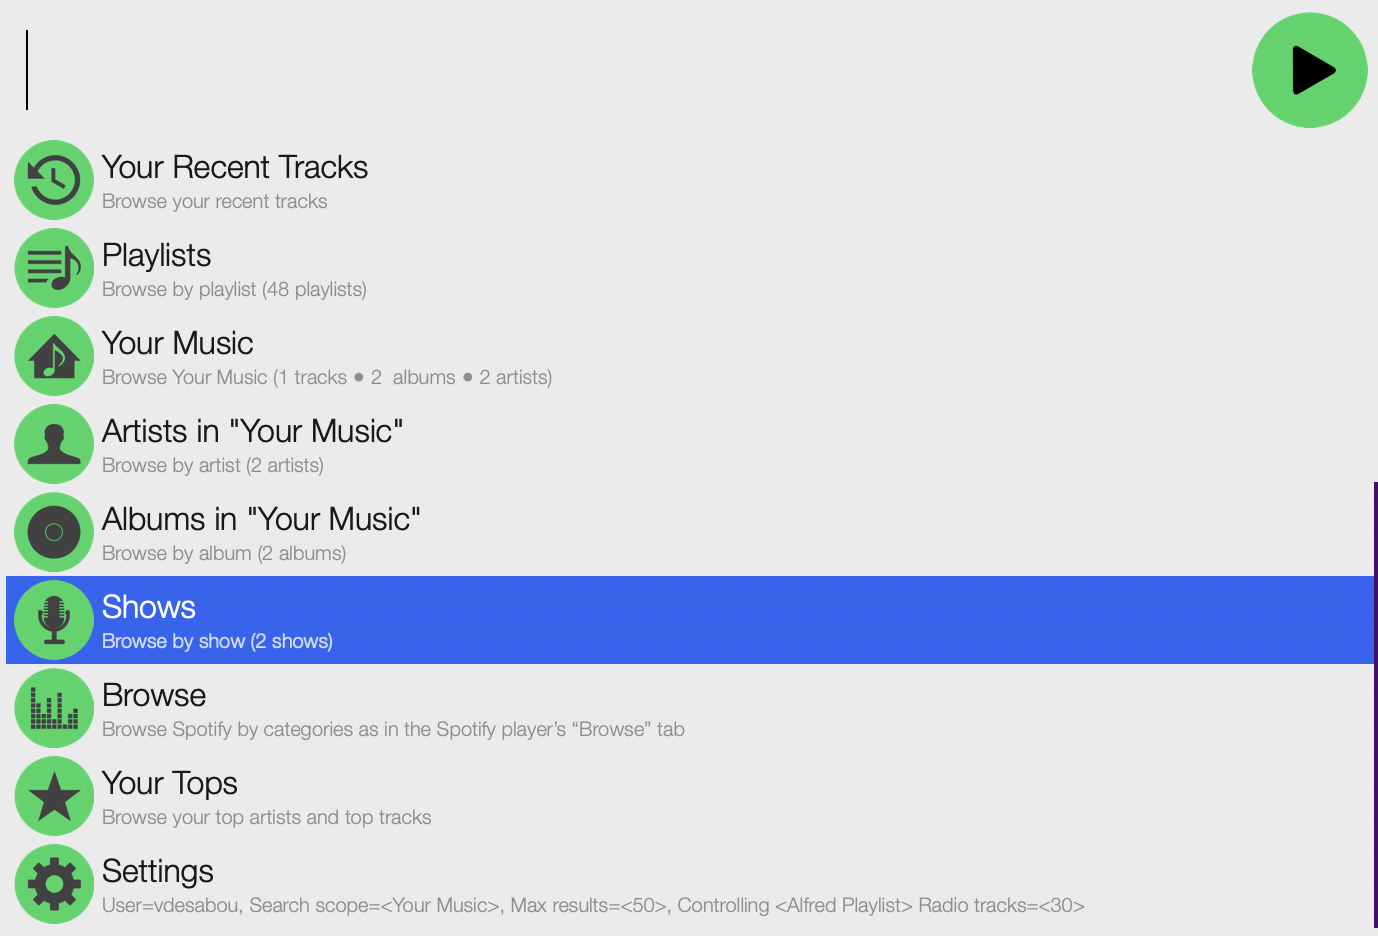 Your Recent Tracks
Browse your recent tracks
Playlists
Browse by playlist (48 playlists)
Your Music
Browse Your Music (1 tracks ● 2  albums ● 2 artists)
Artists in "Your Music"
Browse by artist (2 artists)
Albums in "Your Music"
Browse by album (2 albums)
Shows
Browse by show (2 shows)
Browse
Browse Spotify by categories as in the Spotify player’s “Browse” tab
Your Tops
Browse your top artists and top tracks
Settings
User=vdesabou, Search scope=<Your Music>, Max results=<50>, Controlling <Alfred Playlist> Radio tracks=<30>